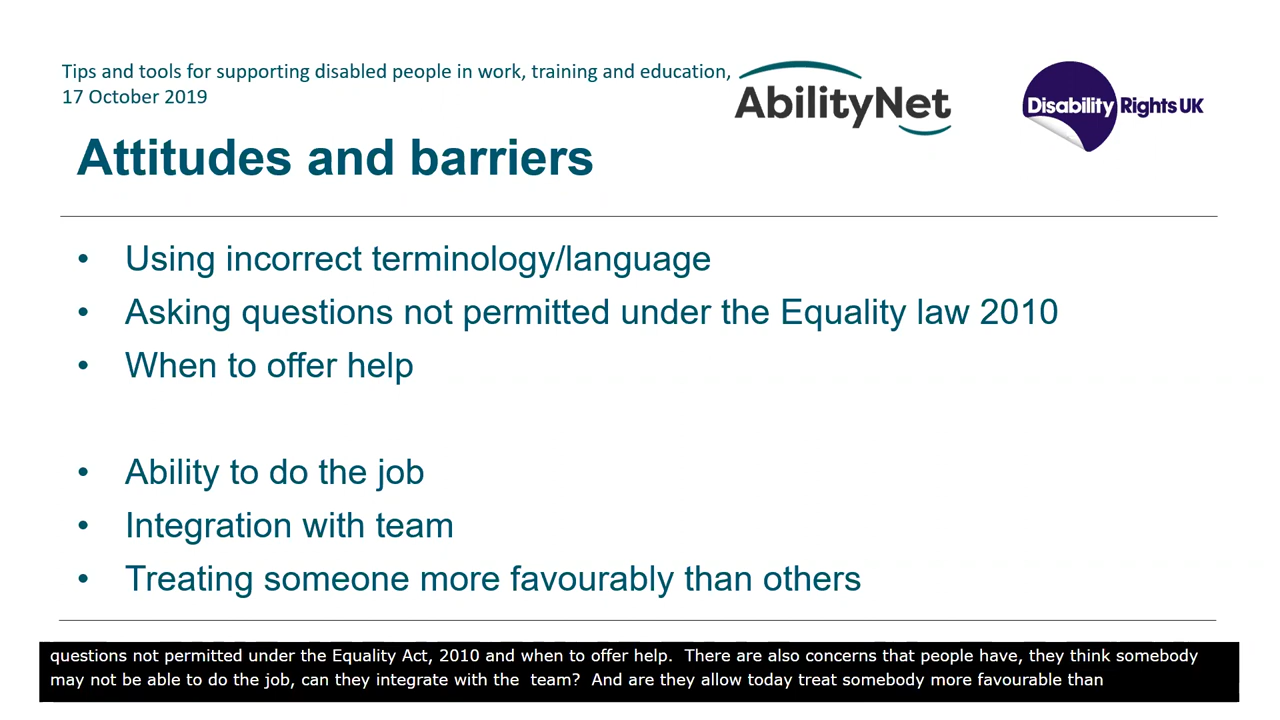 Tips and tools for supporting disabled people in work, training and education,
17 October 2019
AbilityNet
Disability Rights UK
Attitudes and barriers
• Using incorrect terminology/language
• Asking questions not permitted under the Equality law 2010
• When to offer help
• Ability to do the job
• Integration with team
• Treating someone more favourably than others
questions not permitted under the Equality Act, 2010 and when to offer help.  There are also concerns that people have, they think somebody
may not be able to do the job, can they integrate with the  team?  And are they allow today treat somebody more favourable than